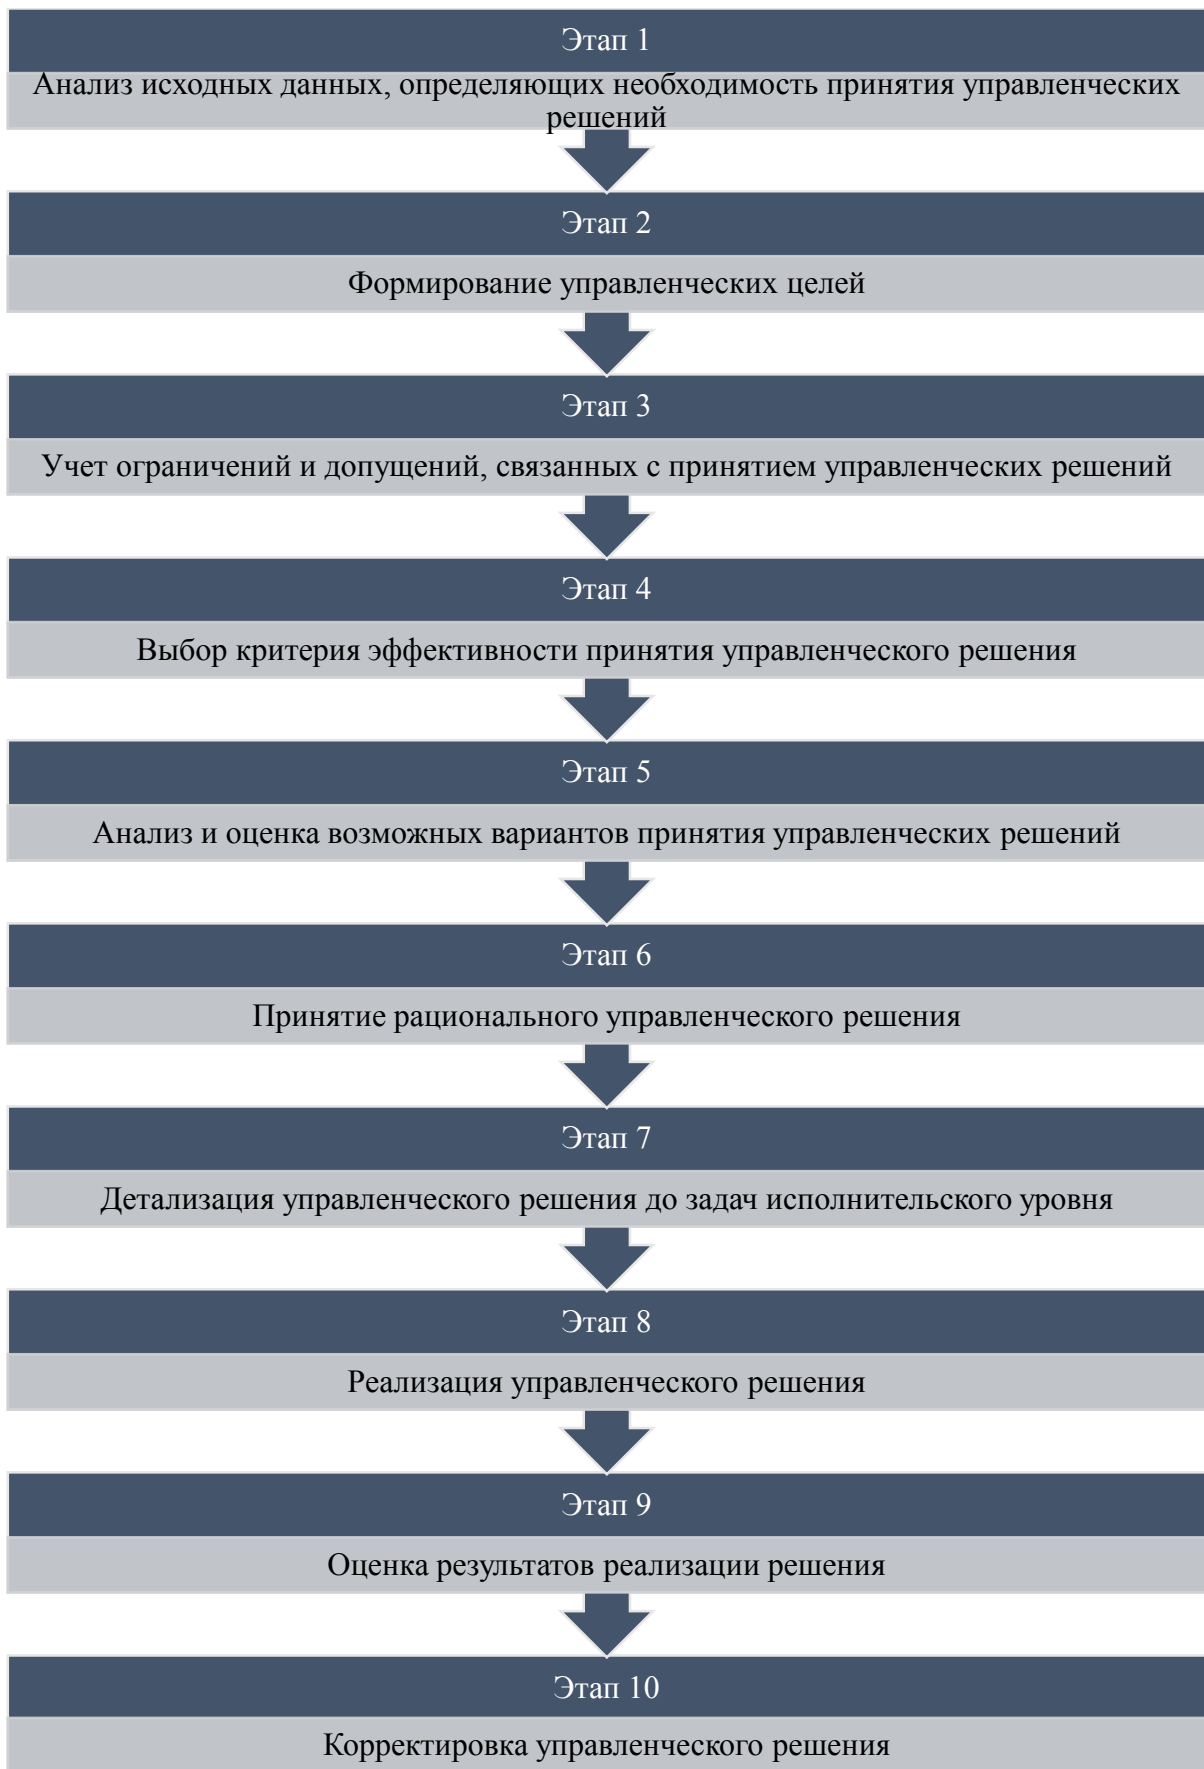 Этап 1
Анализ исходных данных, определяющих необходимость принятия управленческих
решений
Этап 2
Формирование управленческих целей
Этап 3
Учет ограничений и допущений, связанных с принятием управленческих решений
Этап 4
Выбор критерия эффективности принятия управленческого решения
Этап 5
Анализ и оценка возможных вариантов принятия управленческих решений
Этап 6
Принятие рационального управленческого решения
Этап 7
Детализация управленческого решения до задач исполнительского уровня
Этап 8
Реализация управленческого решения
Этап 9
Оценка результатов реализации решения
Этап 10
Корректировка управленческого решения